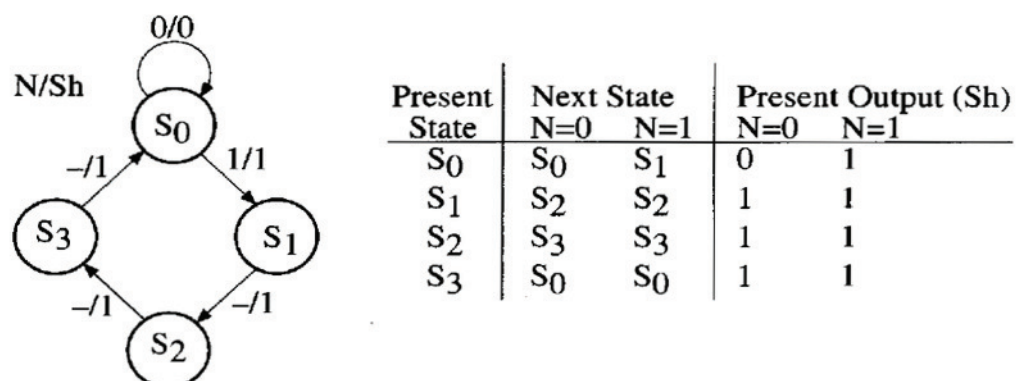 0/0
N/Sh
S0
–/1
1/1
S3
S1
–/1
–/1
S2
Present Next State Present Output (Sh)
State N=0 N=1 N=0 N=1
S0 S0 S1 0 1
S1 S2 S2 1 1
S2 S3 S3 1 1
S3 S0 S0 1 1